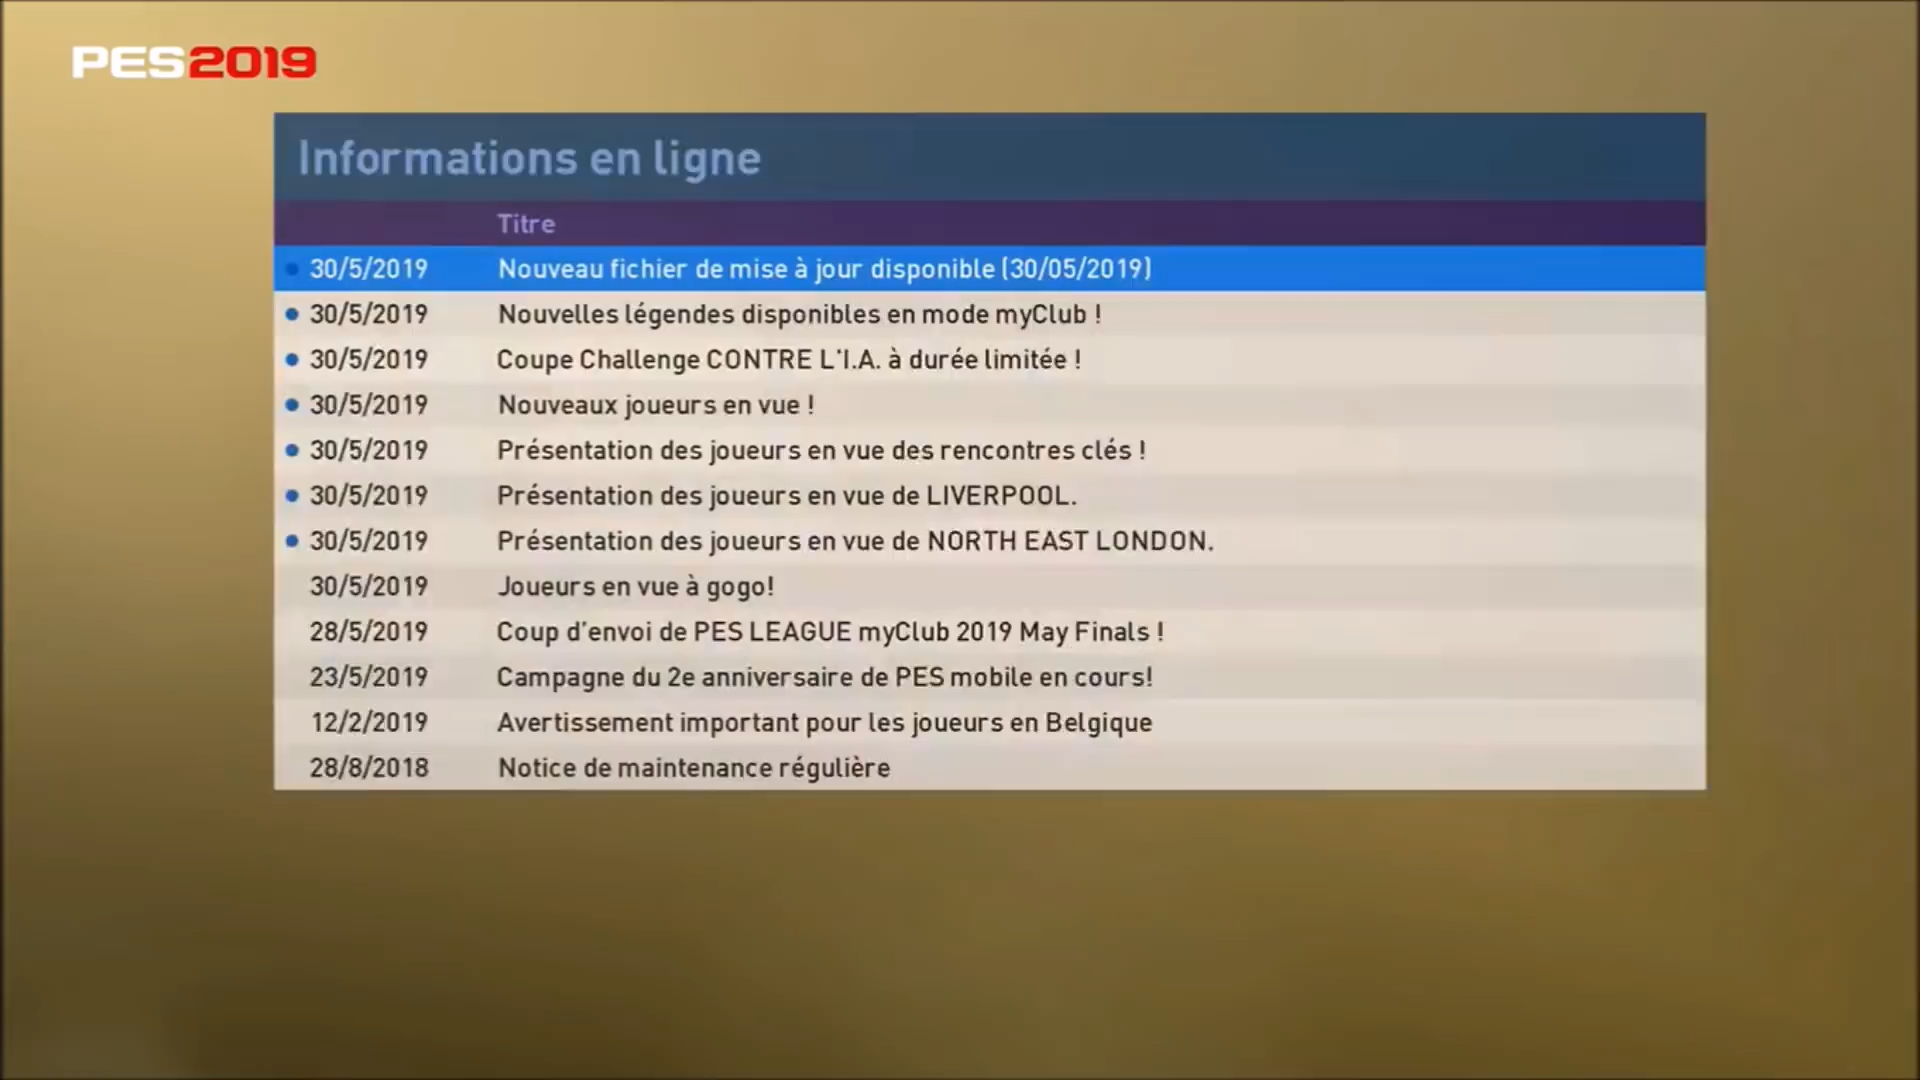 PES2019
Informations en ligne
Titre
30/5/2019 Nouveau fichier de mise à jour disponible (30/05/2019)
30/5/2019 Nouvelles légendes disponibles en mode myClub !
30/5/2019 Coupe Challenge CONTRE L'I.A. à durée limitée !
30/5/2019 Nouveaux joueurs en vue !
30/5/2019 Présentation des joueurs en vue des rencontres clés !
30/5/2019 Présentation des joueurs en vue de LIVERPOOL.
30/5/2019 Présentation des joueurs en vue de NORTH EAST LONDON.
30/5/2019 Joueurs en vue à gogo!
28/5/2019 Coup d'envoi de PES LEAGUE myClub 2019 May Finals !
23/5/2019 Campagne du 2e anniversaire de PES mobile en cours!
12/2/2019 Avertissement important pour les joueurs en Belgique
28/8/2018 Notice de maintenance régulière